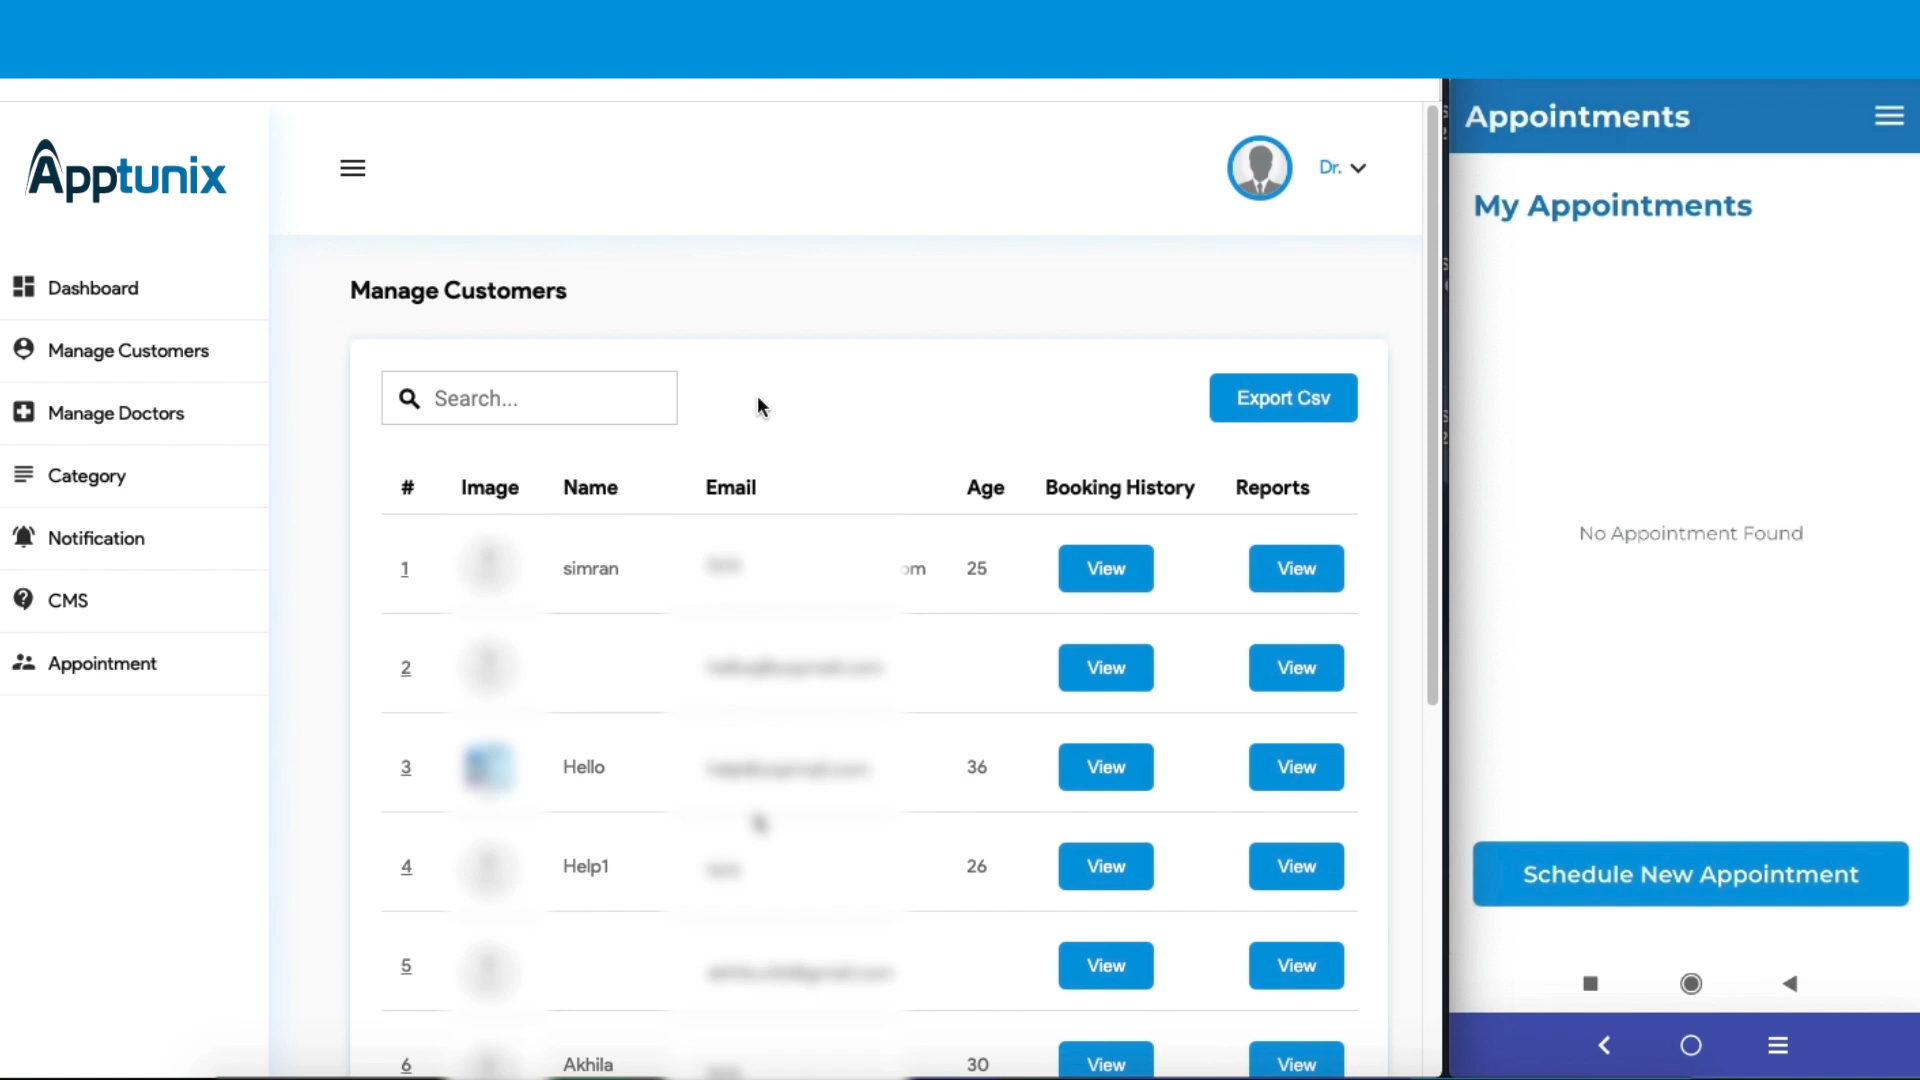 Apptunix
Dashboard
Manage Customers
Manage Doctors
Category
Notification
CMS
Appointment
Dr.
Manage Customers
Search...
Export Csv
# Image Name Email Age Booking History Reports
1 simran om 25 View View
2 View View
3 Hello 36 View View
4 Help1 26 View View
5 View View
6 Akhila 30 View View
Appointments
My Appointments
No Appointment Found
Schedule New Appointment